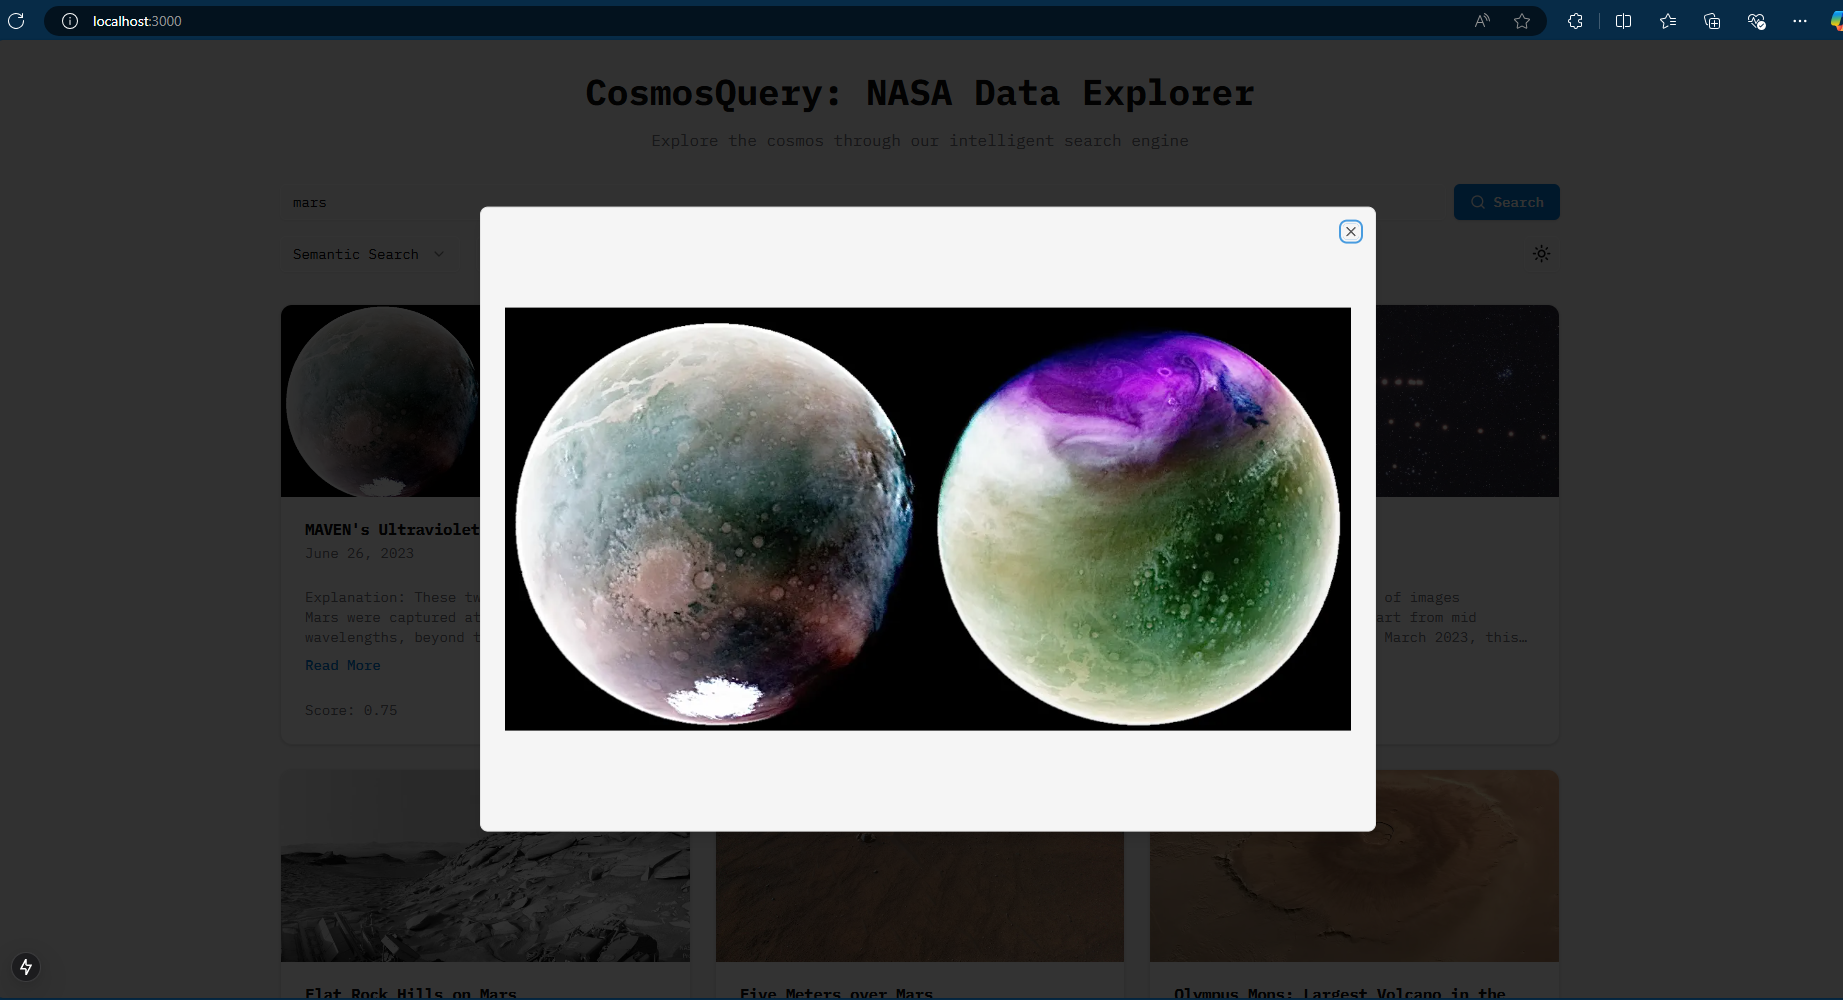 localhost:3000
CosmosQuery: NASA Data Explorer
Explore the cosmos through our intelligent search engine
mars
Search
Semantic Search
MAVEN's Ultraviolet
June 26, 2023
Explanation: These tw
Mars were captured at
wavelengths, beyond t
Read More
Score: 0.75
of images
art from mid
March 2023, this…
Flat Rock Hills on Mars
Five Meters over Mars
Olympus Mons: Largest Volcano in the